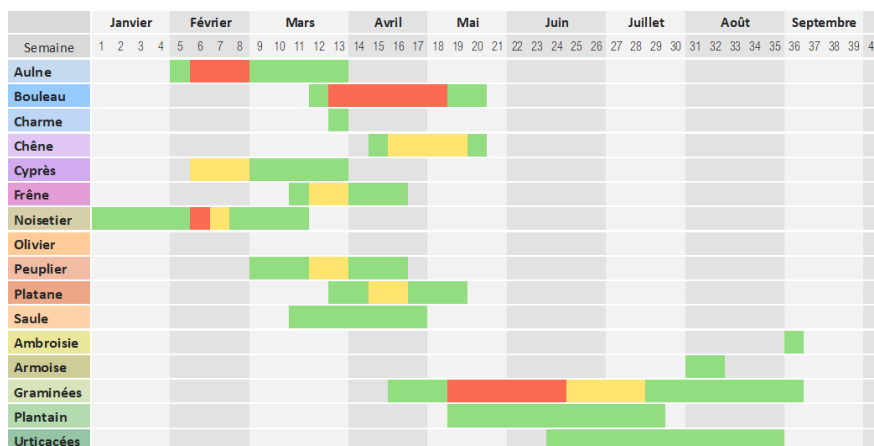 Janvier Février Mars Avril Mai Juin Juillet Août Septembre
Semaine 1 2 3 4 5 6 7 8 9 10 11 12 13 14 15 16 17 18 19 20 21 22 23 24 25 26 27 28 29 30 31 32 33 34 35 36 37 38 39 4
Aulne
Bouleau
Charme
Chêne
Cyprès
Frêne
Noisetier
Olivier
Peuplier
Platane
Saule
Ambroisie
Armoise
Graminées
Plantain
Urticacées